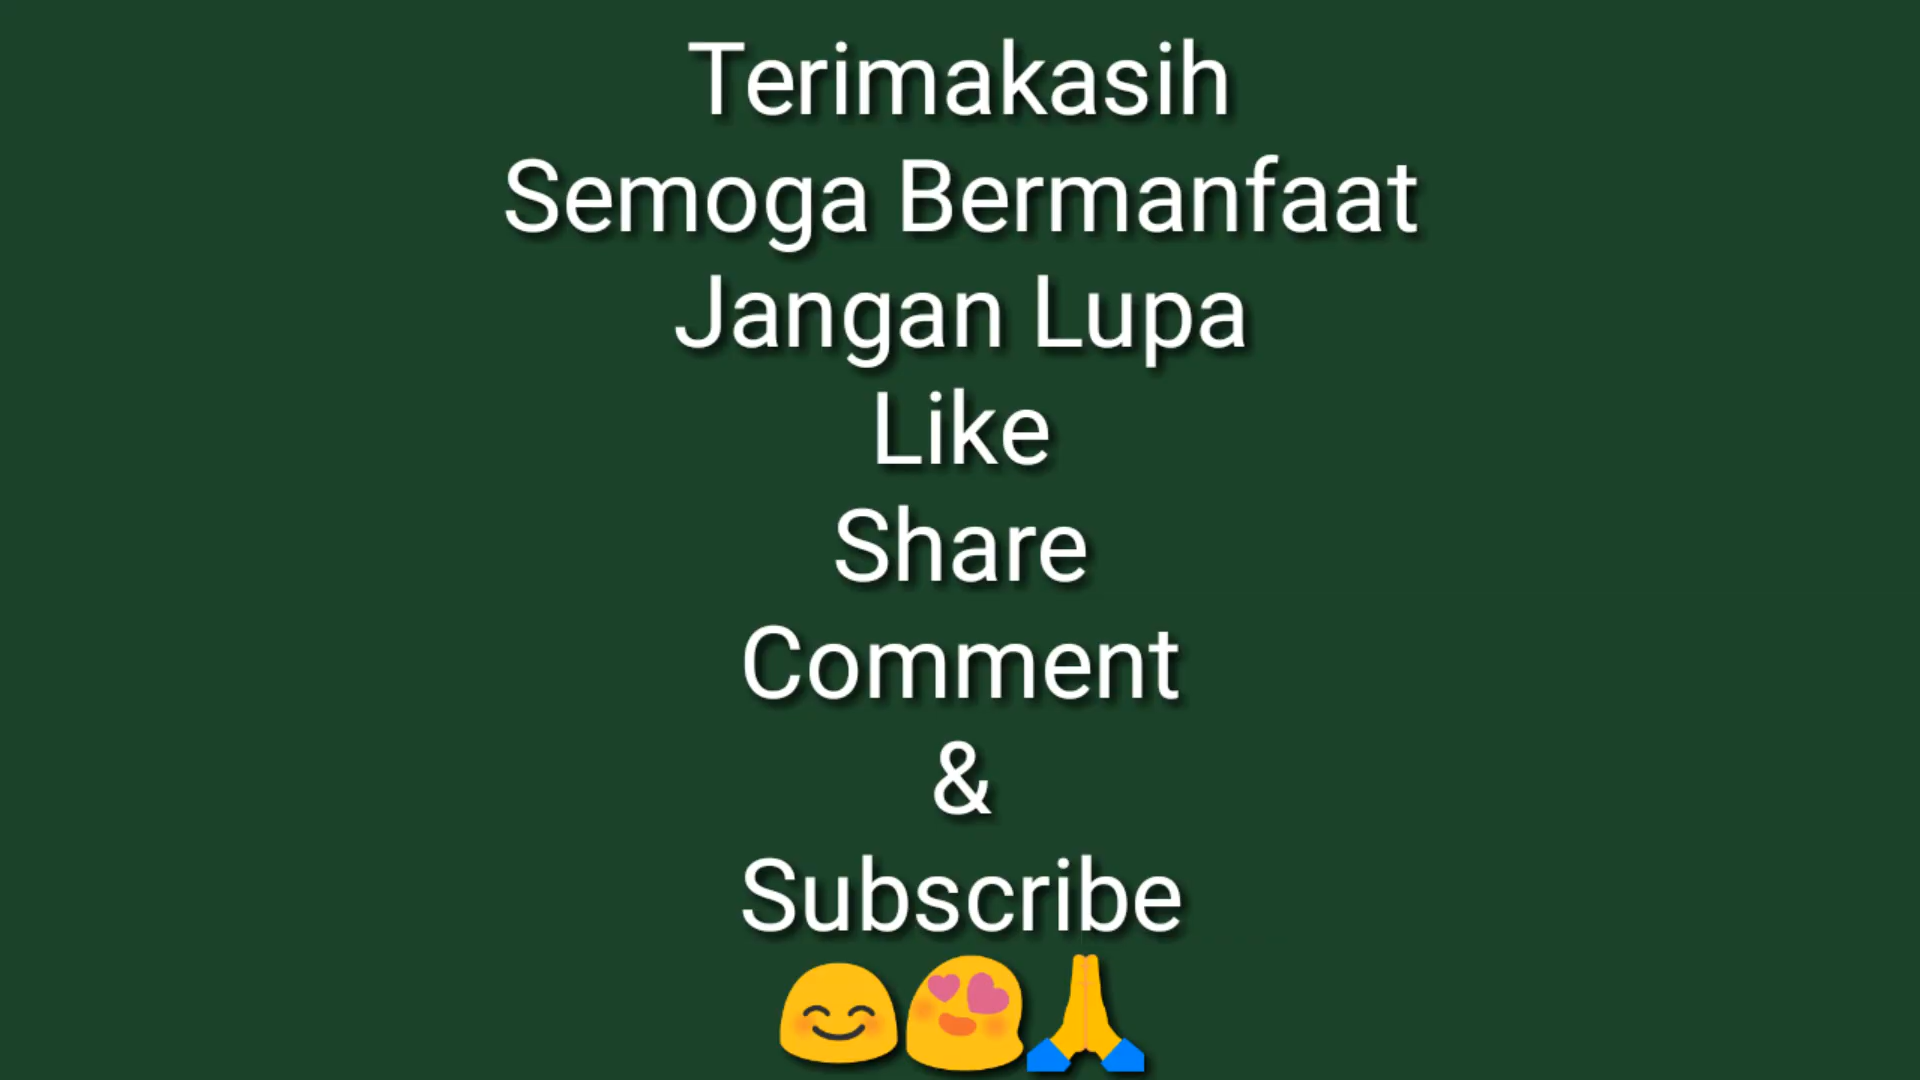 Terimakasih
Semoga Bermanfaat
Jangan Lupa
Like
Share
Comment
&
Subscribe
😊😍🙏